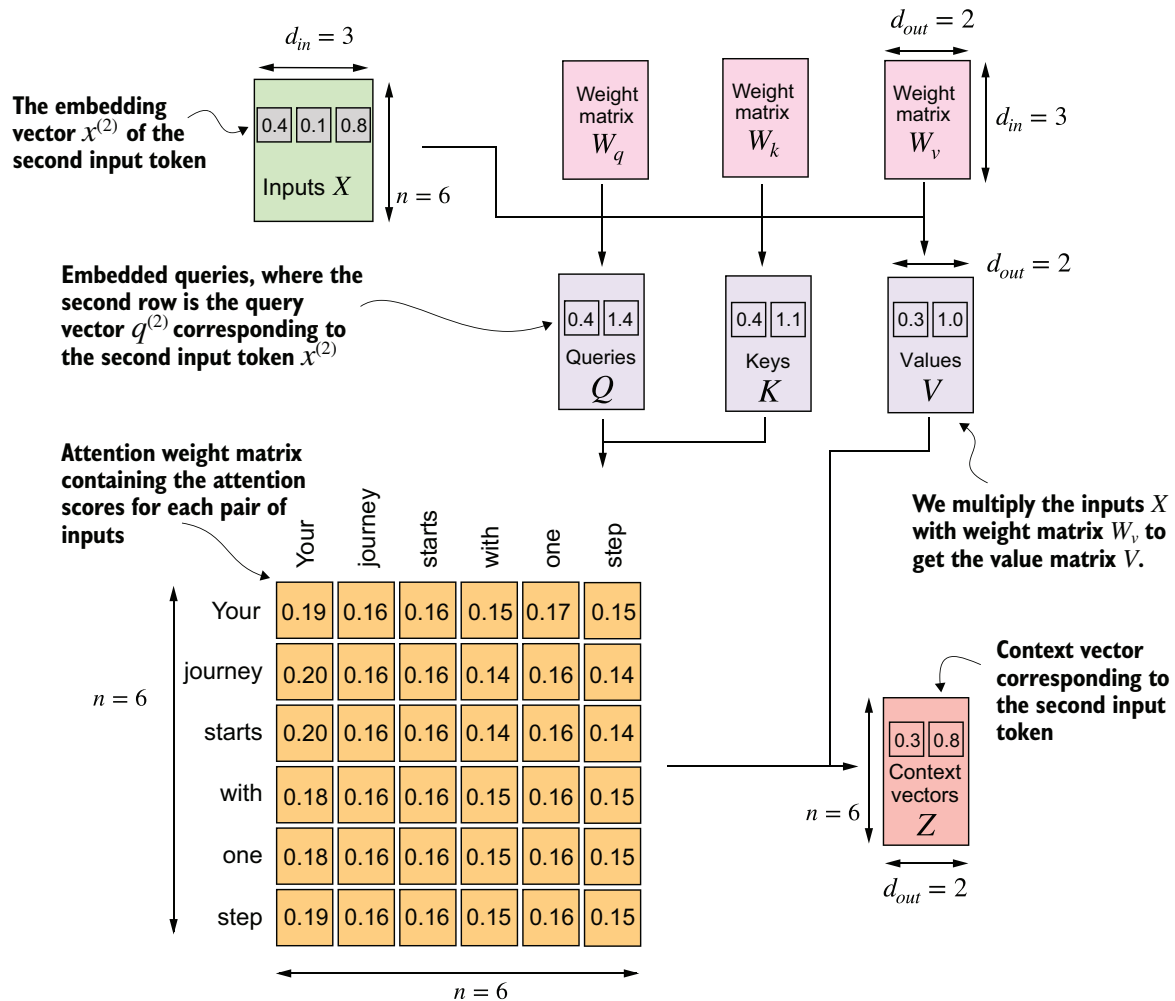 d_in = 3
The embedding
vector x^(2) of the
second input token
0.4 0.1 0.8
Inputs X
n = 6
Weight
matrix
W_q
Weight
matrix
W_k
d_out = 2
Weight
matrix
W_v
d_in = 3
Embedded queries, where the
second row is the query
vector q^(2) corresponding to
the second input token x^(2)
0.4 1.4
Queries
Q
0.4 1.1
Keys
K
d_out = 2
0.3 1.0
Values
V
We multiply the inputs X
with weight matrix W_v to
get the value matrix V.
Attention weight matrix
containing the attention
scores for each pair of
inputs
Your journey starts with one step
Your 0.19 0.16 0.16 0.15 0.17 0.15
journey 0.20 0.16 0.16 0.14 0.16 0.14
starts 0.20 0.16 0.16 0.14 0.16 0.14
with 0.18 0.16 0.16 0.15 0.16 0.15
one 0.18 0.16 0.16 0.15 0.16 0.15
step 0.19 0.16 0.16 0.15 0.16 0.15
n = 6
n = 6
Context vector
corresponding to
the second input
token
0.3 0.8
Context
vectors
Z
n = 6
d_out = 2